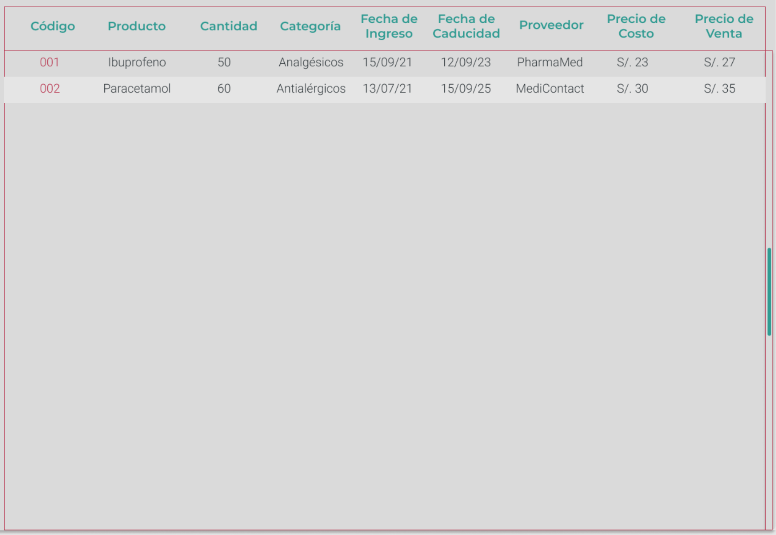 Código Producto Cantidad Categoría Fecha de Ingreso Fecha de Caducidad Proveedor Precio de Costo Precio de Venta
001 Ibuprofeno 50 Analgésicos 15/09/21 12/09/23 PharmaMed S/. 23 S/. 27
002 Paracetamol 60 Antialérgicos 13/07/21 15/09/25 MediContact S/. 30 S/. 35